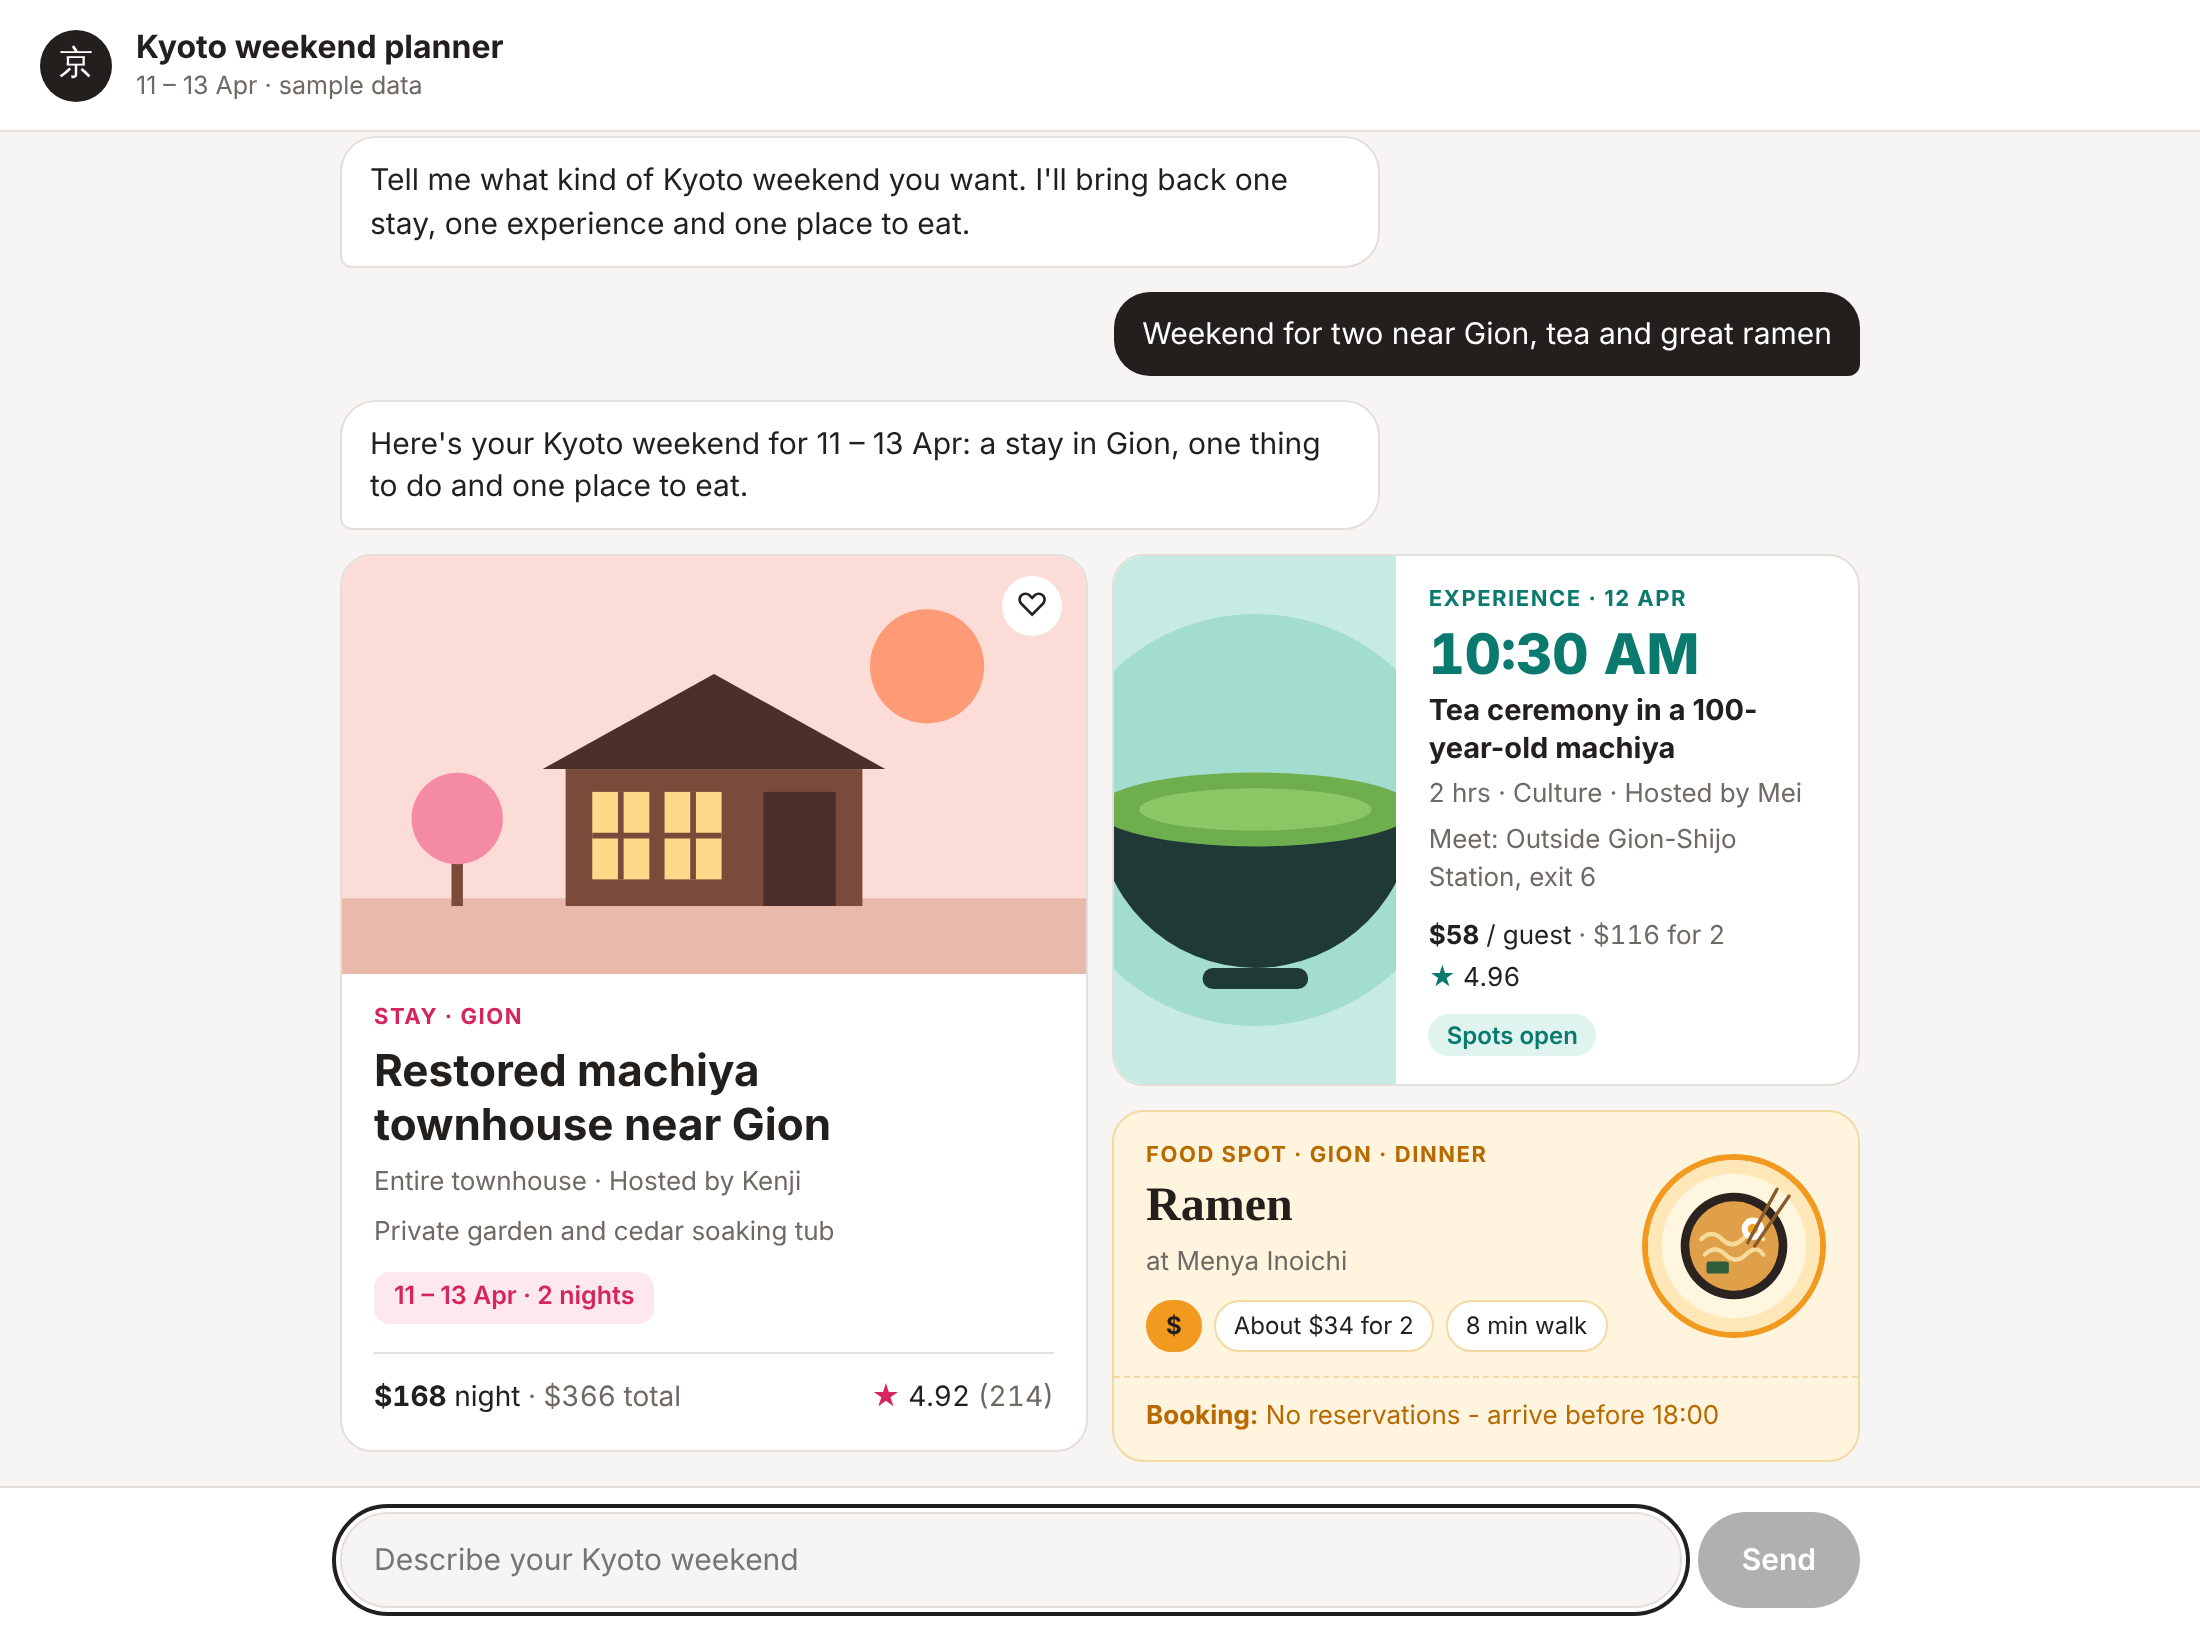 京
Kyoto weekend planner
11 – 13 Apr · sample data
Tell me what kind of Kyoto weekend you want. I'll bring back one
stay, one experience and one place to eat.
Weekend for two near Gion, tea and great ramen
Here's your Kyoto weekend for 11 – 13 Apr: a stay in Gion, one thing
to do and one place to eat.
STAY · GION
Restored machiya
townhouse near Gion
Entire townhouse · Hosted by Kenji
Private garden and cedar soaking tub
11 – 13 Apr · 2 nights
$168 night · $366 total
★ 4.92 (214)
EXPERIENCE · 12 APR
10:30 AM
Tea ceremony in a 100-
year-old machiya
2 hrs · Culture · Hosted by Mei
Meet: Outside Gion-Shijo
Station, exit 6
$58 / guest · $116 for 2
★ 4.96
Spots open
FOOD SPOT · GION · DINNER
Ramen
at Menya Inoichi
$
About $34 for 2
8 min walk
Booking: No reservations - arrive before 18:00
Describe your Kyoto weekend
Send